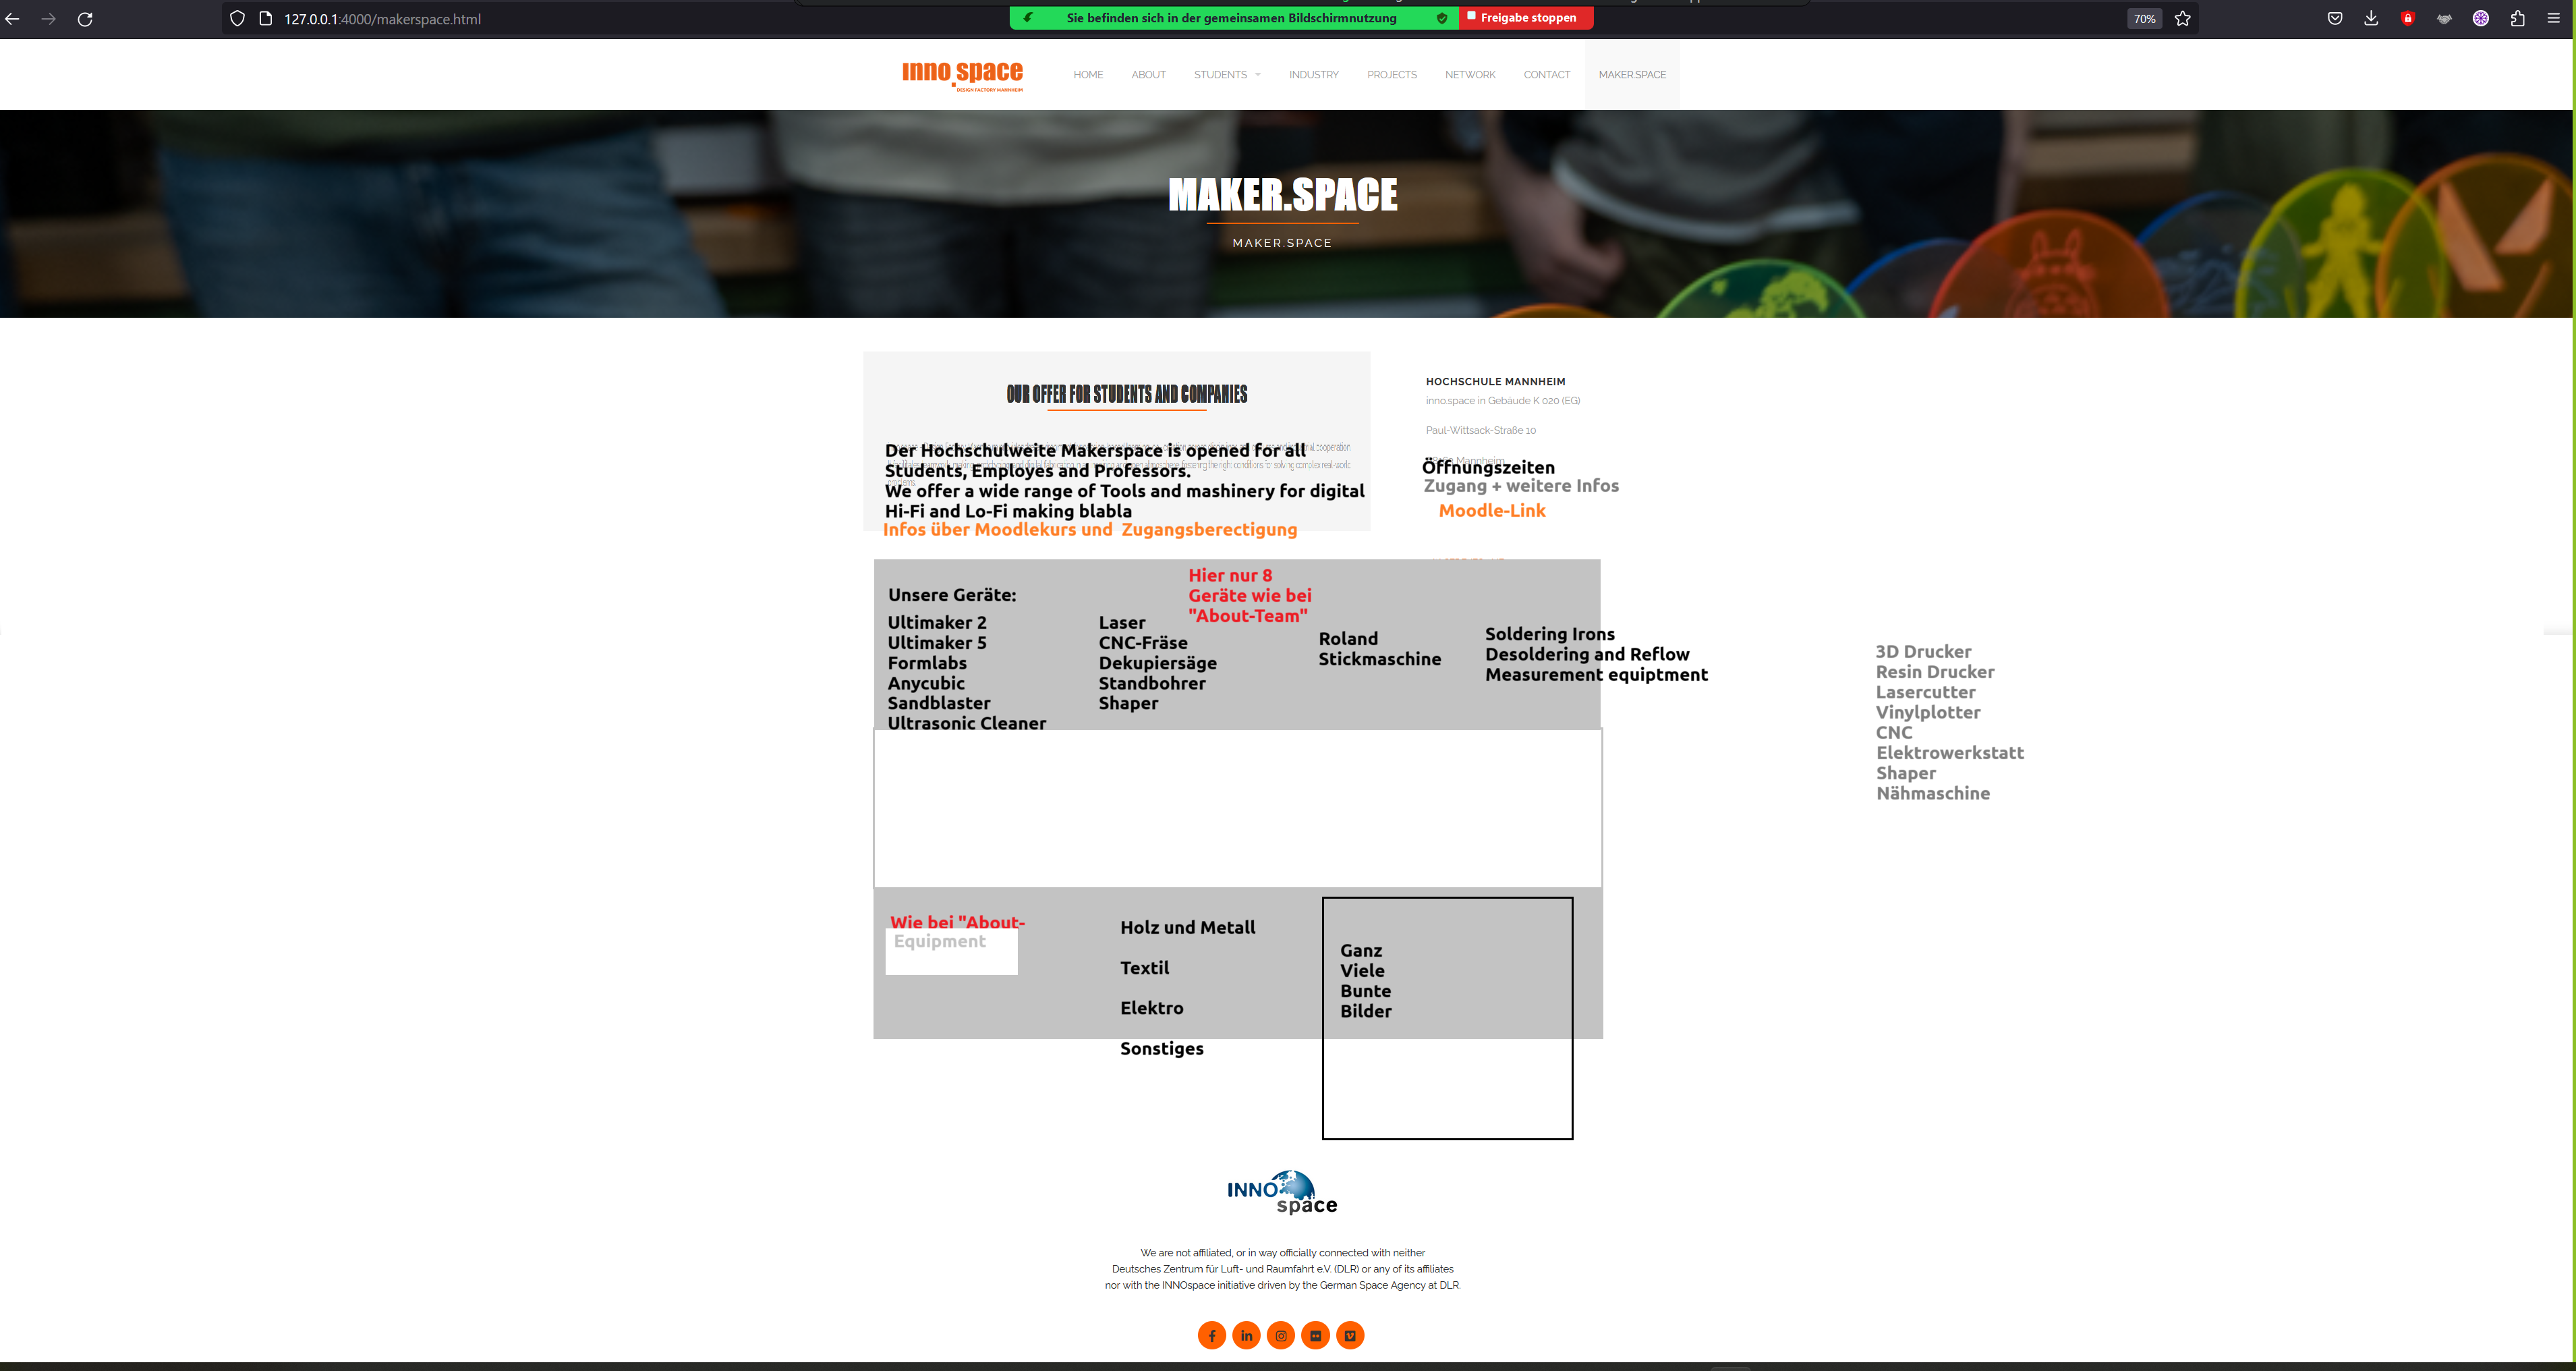 127.0.0.1:4000/makerspace.html
Sie befinden sich in der gemeinsamen Bildschirmnutzung
Freigabe stoppen
70%
inno.space
DESIGN FACTORY MANNHEIM
HOME
ABOUT
STUDENTS
INDUSTRY
PROJECTS
NETWORK
CONTACT
MAKER.SPACE
MAKER.SPACE
MAKER.SPACE
OUR OFFER FOR STUDENTS AND COMPANIES
Der Hochschulweite Makerspace is opened for all
Students, Employes and Professors.
We offer a wide range of Tools and mashinery for digital
Hi-Fi and Lo-Fi making blabla
Infos über Moodlekurs und Zugangsberectigung
HOCHSCHULE MANNHEIM
inno.space in Gebäude K 020 (EG)
Paul-Wittsack-Straße 10
Mannheim
Öffnungszeiten
Zugang + weitere Infos
Moodle-Link
Hier nur 8
Geräte wie bei
"About-Team"
Unsere Geräte:
Ultimaker 2
Ultimaker 5
Formlabs
Anycubic
Sandblaster
Ultrasonic Cleaner
Laser
CNC-Fräse
Dekupiersäge
Standbohrer
Shaper
Roland
Stickmaschine
Soldering Irons
Desoldering and Reflow
Measurement equiptment
3D Drucker
Resin Drucker
Lasercutter
Vinylplotter
CNC
Elektrowerkstatt
Shaper
Nähmaschine
Wie bei "About-
Equipment
Holz und Metall
Textil
Elektro
Sonstiges
Ganz
Viele
Bunte
Bilder
INNO
space
We are not affiliated, or in way officially connected with neither
Deutsches Zentrum für Luft- und Raumfahrt e.V. (DLR) or any of its affiliates
nor with the INNOspace initiative driven by the German Space Agency at DLR.